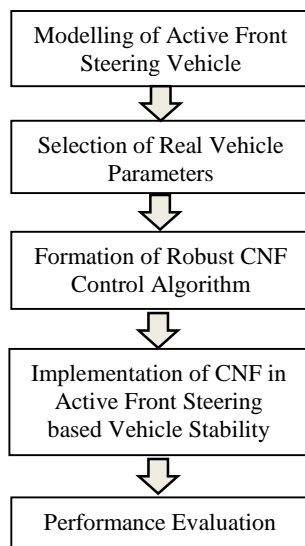 Modelling of Active Front
Steering Vehicle
Selection of Real Vehicle
Parameters
Formation of Robust CNF
Control Algorithm
Implementation of CNF in
Active Front Steering
based Vehicle Stability
Performance Evaluation